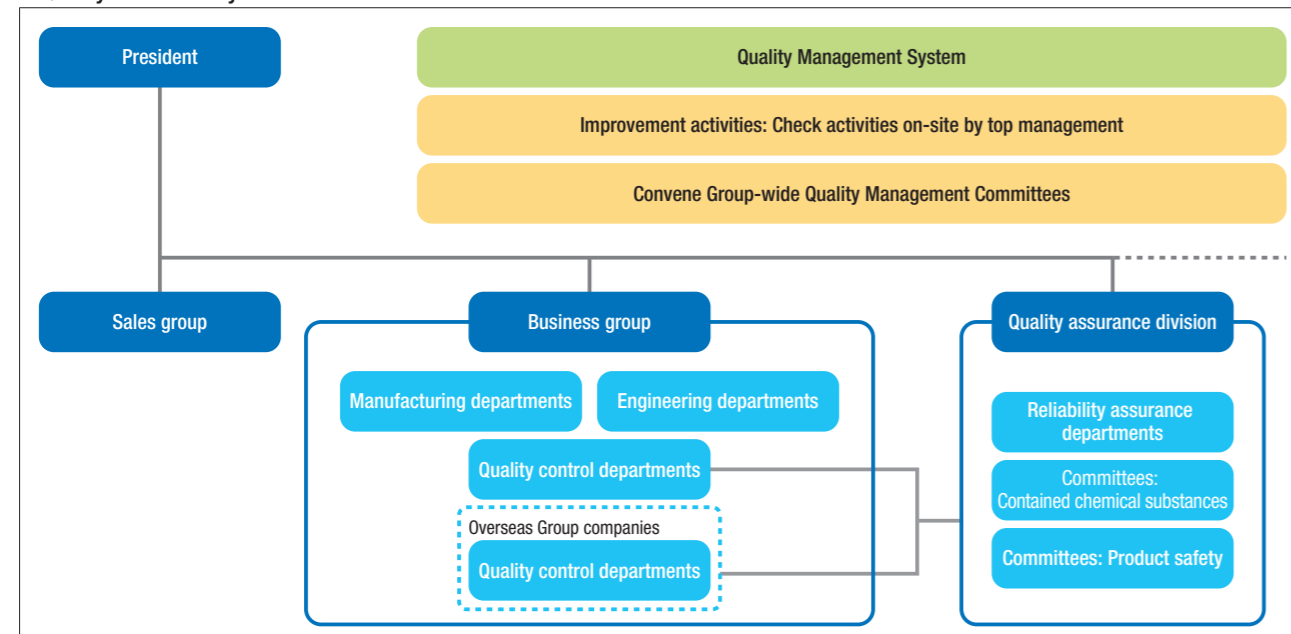 President
Quality Management System
Improvement activities: Check activities on-site by top management
Convene Group-wide Quality Management Committees
Sales group
Business group
Quality assurance division
Manufacturing departments
Engineering departments
Reliability assurance
departments
Quality control departments
Committees:
Contained chemical substances
Overseas Group companies
Quality control departments
Committees: Product safety